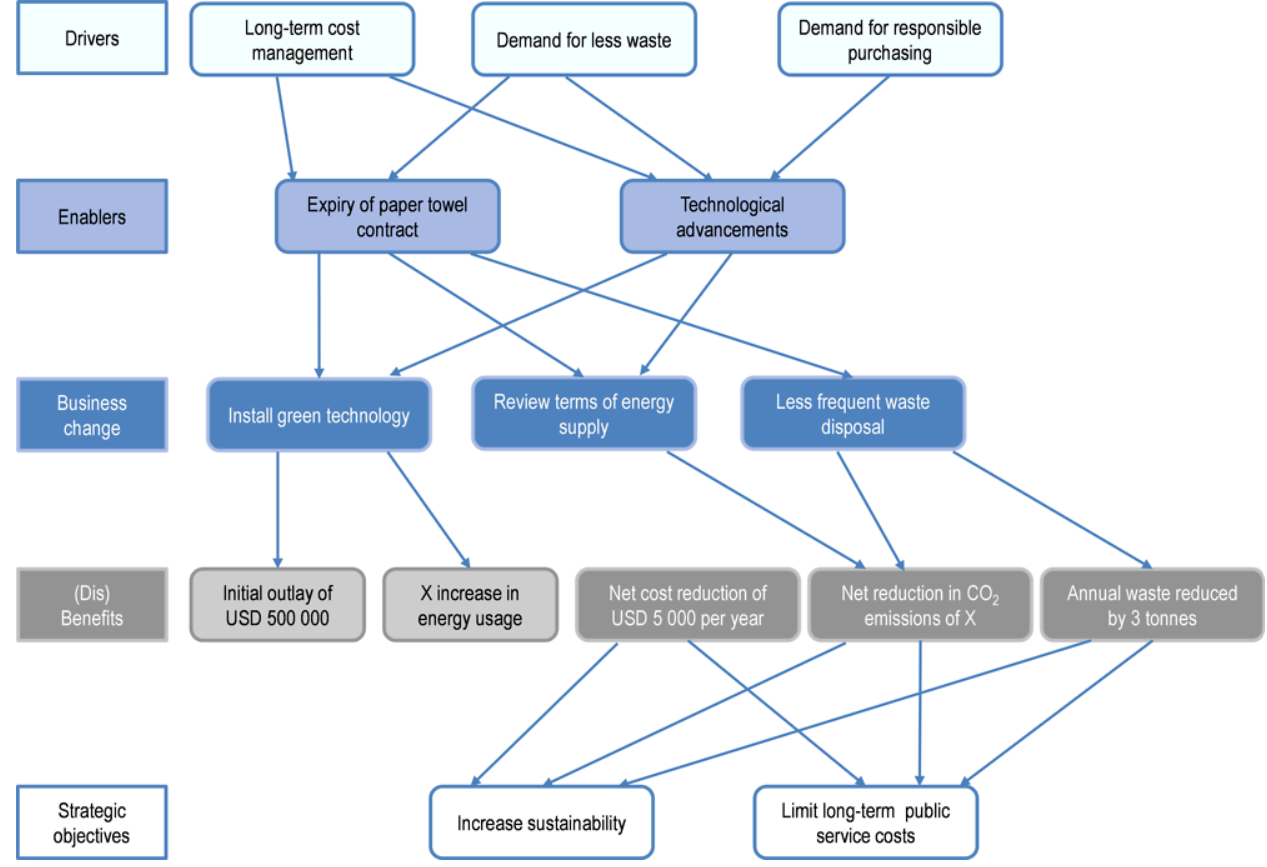 Drivers
Long-term cost
management
Demand for less waste
Demand for responsible
purchasing
Enablers
Expiry of paper towel
contract
Technological
advancements
Business
change
Install green technology
Review terms of energy
supply
Less frequent waste
disposal
(Dis)
Benefits
Initial outlay of
USD 500 000
X increase in
energy usage
Net cost reduction of
USD 5 000 per year
Net reduction in CO₂
emissions of X
Annual waste reduced
by 3 tonnes
Strategic
objectives
Increase sustainability
Limit long-term public
service costs